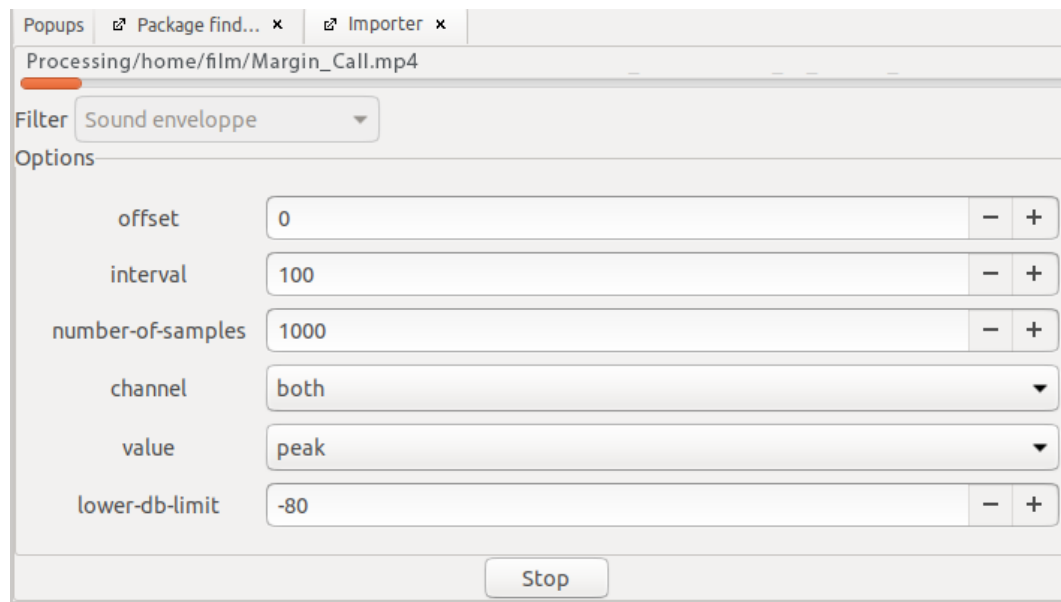 Popups Package find... × Importer ×
Processing/home/film/Margin_Call.mp4
Filter Sound enveloppe
Options
offset 0 − +
interval 100 − +
number-of-samples 1000 − +
channel both
value peak
lower-db-limit -80 − +
Stop